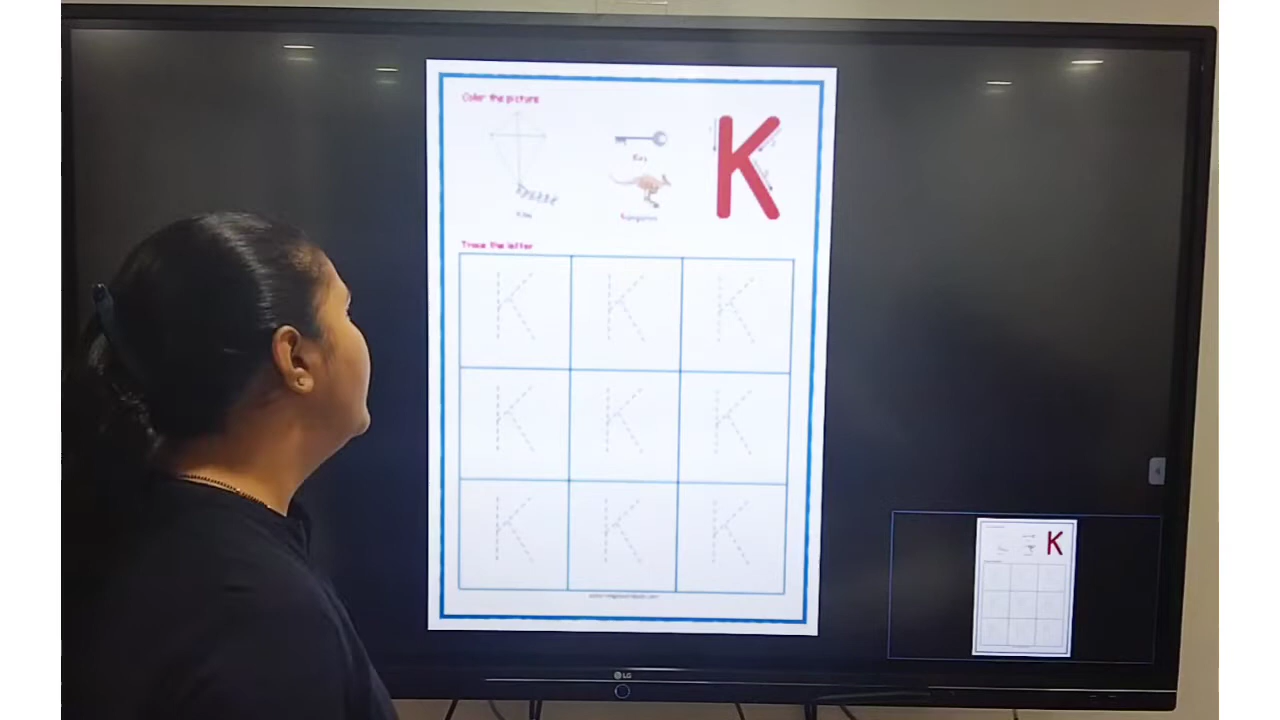 Color the picture
K
Key
Kite
Kangaroo
Trace the letter
K K K
K K K
K K K
LG
K